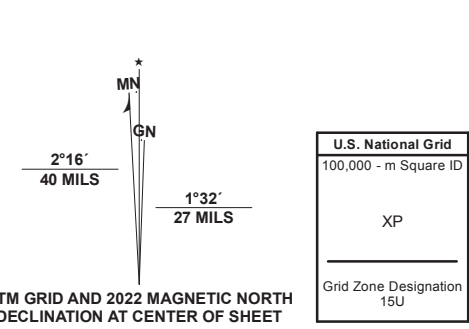 ★
MN
GN
2°16´
40 MILS
1°32´
27 MILS
TM GRID AND 2022 MAGNETIC NORTH
DECLINATION AT CENTER OF SHEET
U.S. National Grid
100,000 - m Square ID
XP
Grid Zone Designation
15U